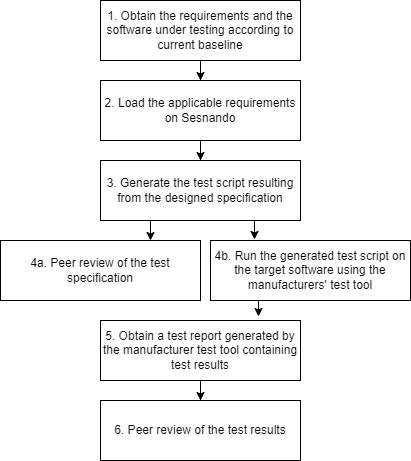 1. Obtain the requirements and the
software under testing according to
current baseline
2. Load the applicable requirements
on Sesnando
3. Generate the test script resulting
from the designed specification
4a. Peer review of the test
specification
4b. Run the generated test script on
the target software using the
manufacturers' test tool
5. Obtain a test report generated by
the manufacturer test tool containing
test results
6. Peer review of the test results